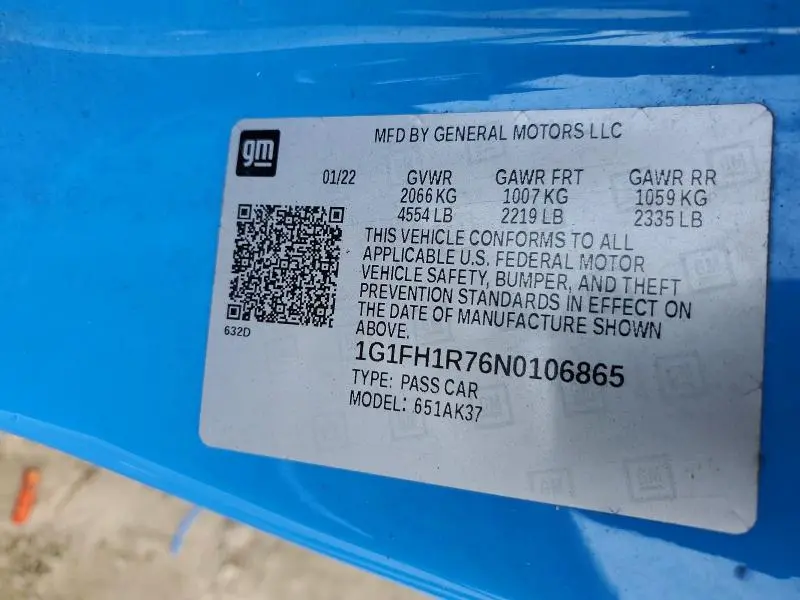 gm
MFD BY GENERAL MOTORS LLC
01/22 GVWR GAWR FRT GAWR RR
2066 KG 1007 KG 1059 KG
4554 LB 2219 LB 2335 LB
THIS VEHICLE CONFORMS TO ALL
APPLICABLE U.S. FEDERAL MOTOR
VEHICLE SAFETY, BUMPER, AND THEFT
PREVENTION STANDARDS IN EFFECT ON
THE DATE OF MANUFACTURE SHOWN
ABOVE.
632D
1G1FH1R76N0106865
TYPE: PASS CAR
MODEL: 651AK37